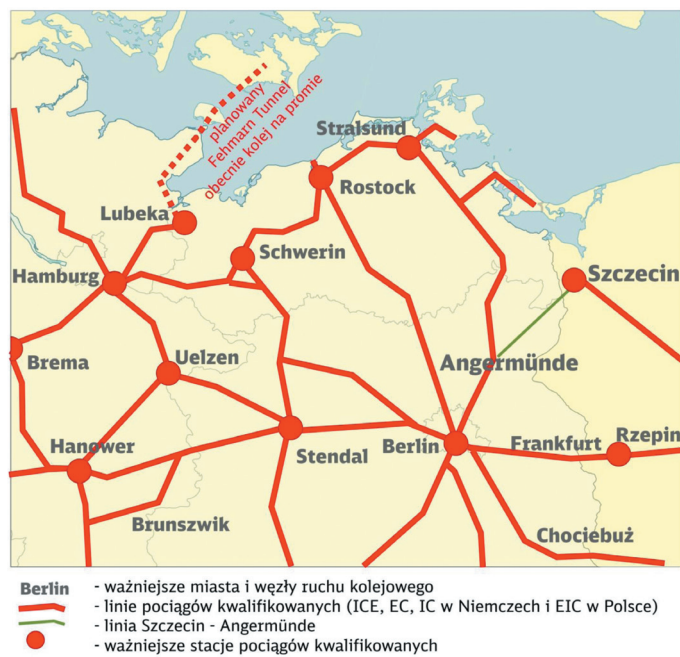 planowany
Fehmarn Tunnel
obecnie kolej na promie
Stralsund
Rostock
Lubeka
Schwerin
Hamburg
Szczecin
Brema
Uelzen
Angermünde
Hanower
Stendal
Berlin
Frankfurt
Rzepin
Brunszwik
Chociebuż
Berlin - ważniejsze miasta i węzły ruchu kolejowego
- linie pociągów kwalifikowanych (ICE, EC, IC w Niemczech i EIC w Polsce)
- linia Szczecin - Angermünde
- ważniejsze stacje pociągów kwalifikowanych